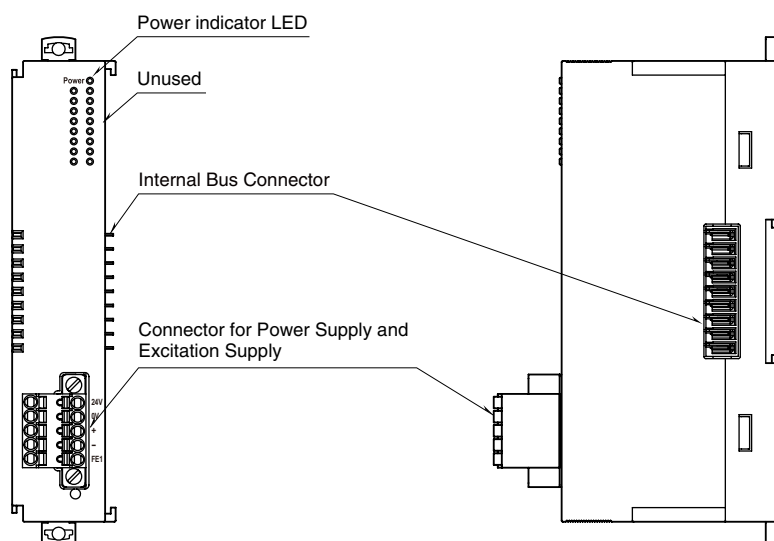 Power indicator LED
Power
Unused
Internal Bus Connector
Connector for Power Supply and
Excitation Supply
24V
0V
+
−
FE1